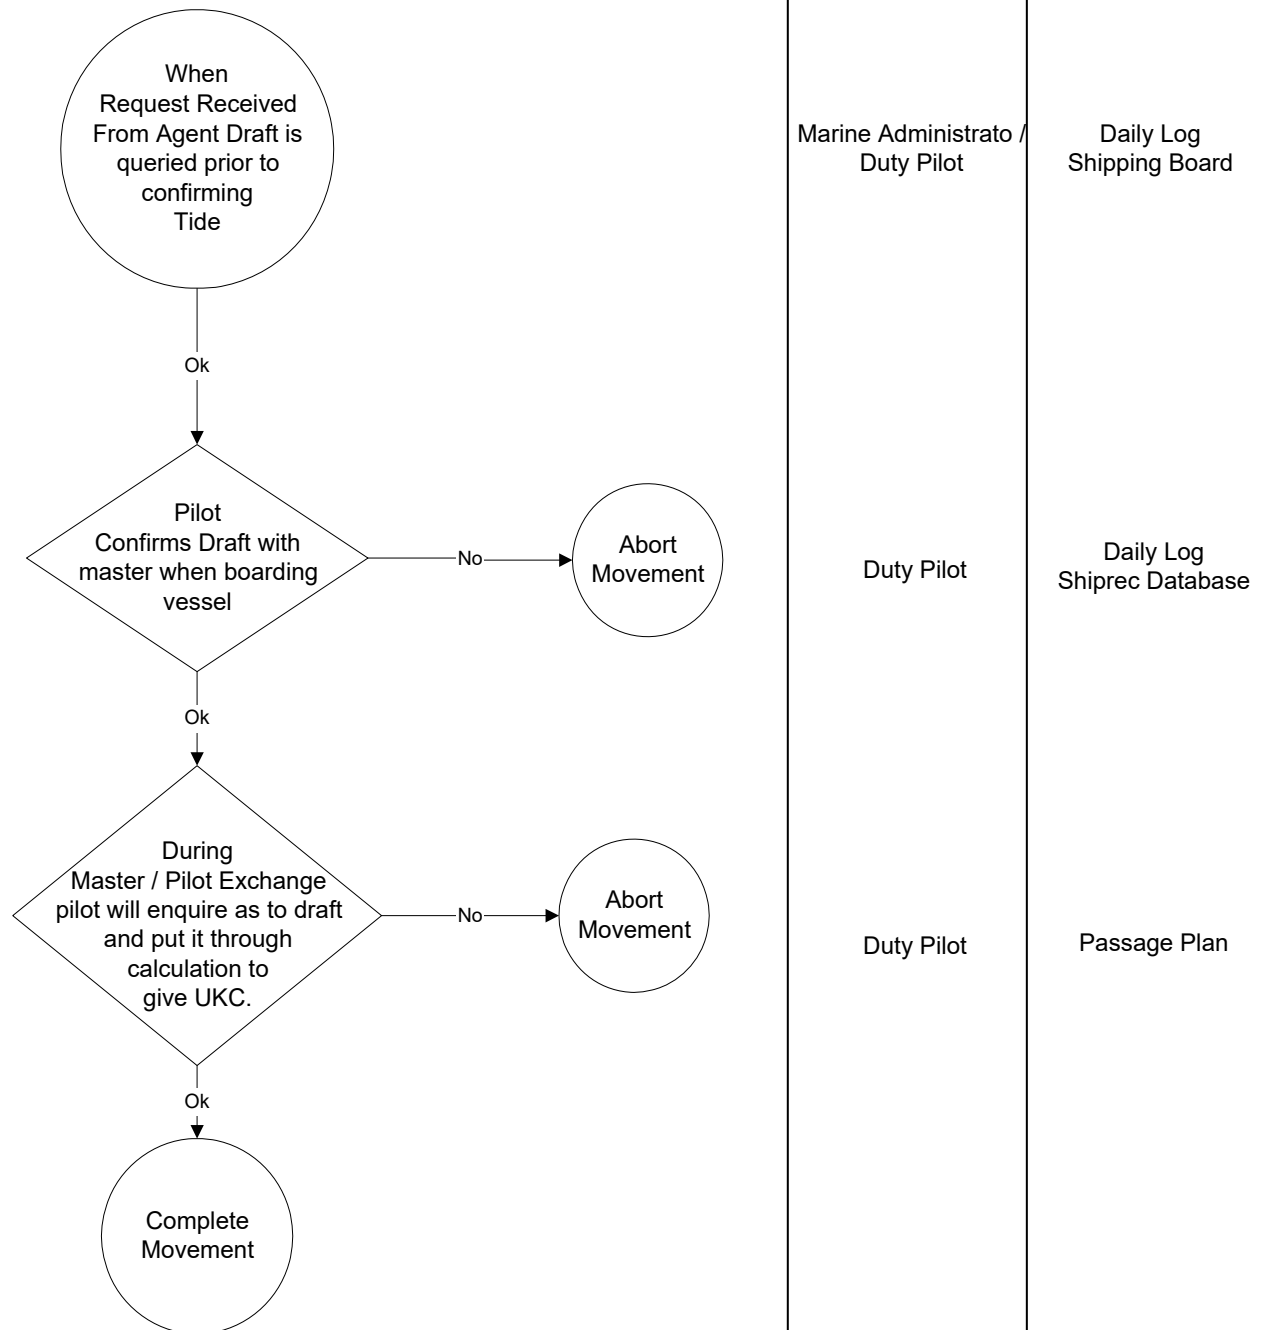 When
Request Received
From Agent Draft is
queried prior to
confirming
Tide
Marine Administrato /
Duty Pilot
Daily Log
Shipping Board
Ok
Pilot
Confirms Draft with
master when boarding
vessel
No
Abort
Movement
Duty Pilot
Daily Log
Shiprec Database
Ok
During
Master / Pilot Exchange
pilot will enquire as to draft
and put it through
calculation to
give UKC.
No
Abort
Movement
Duty Pilot
Passage Plan
Ok
Complete
Movement